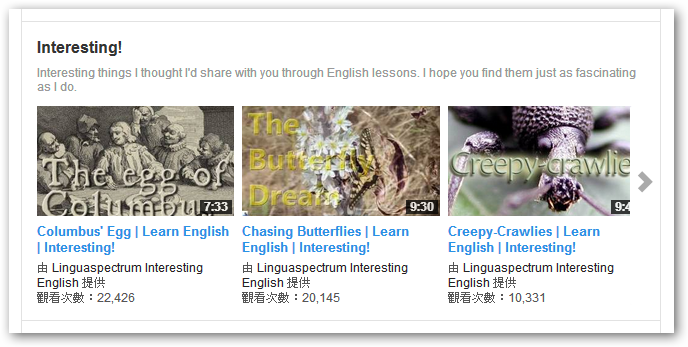 Interesting!
Interesting things I thought I'd share with you through English lessons. I hope you find them just as fascinating
as I do.
The egg of
Columbus
7:33
The
Butterfly
Dream
9:30
Creepy-crawlie
9:4
Columbus' Egg | Learn English
| Interesting!
由 Linguaspectrum Interesting
English 提供
觀看次數：22,426
Chasing Butterflies | Learn
English | Interesting!
由 Linguaspectrum Interesting
English 提供
觀看次數：20,145
Creepy-Crawlies | Learn
English | Interesting!
由 Linguaspectrum Interesting
English 提供
觀看次數：10,331